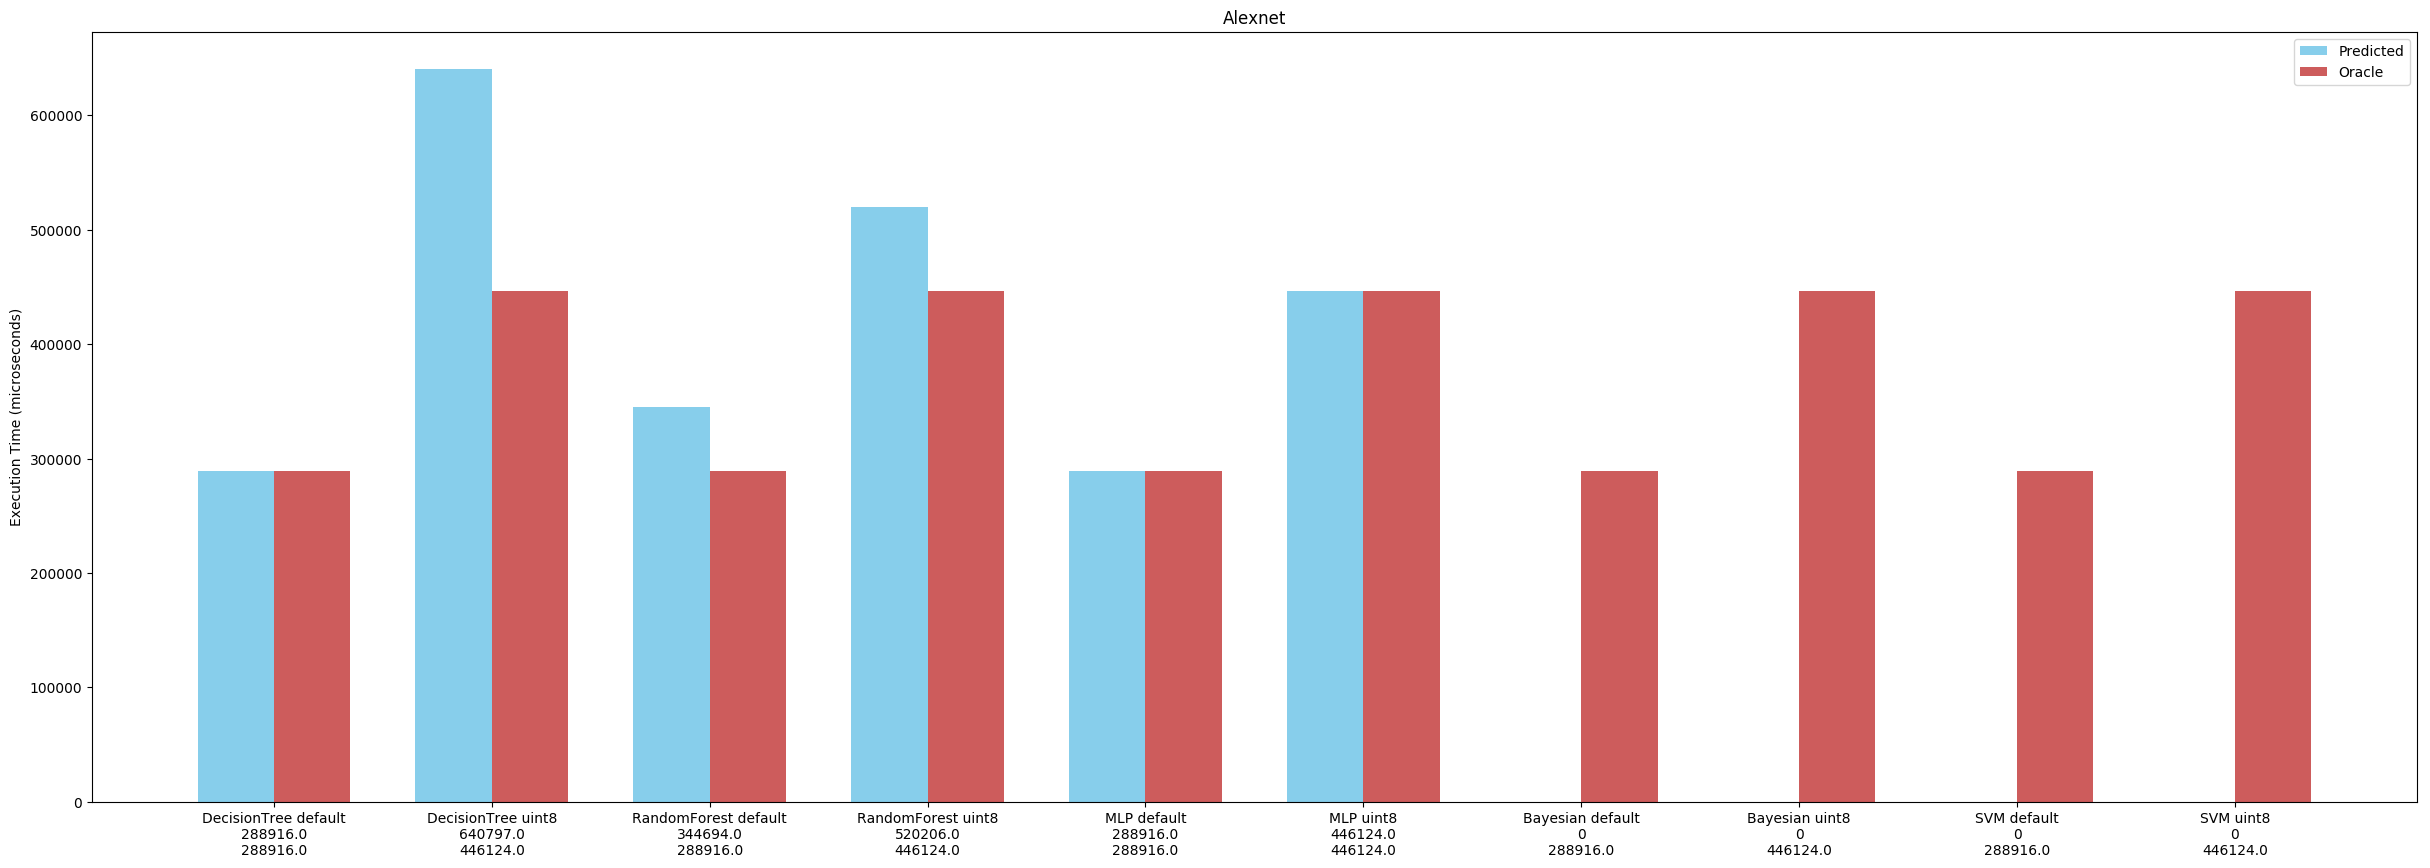 Alexnet
Predicted
Oracle
Execution Time (microseconds)
600000
500000
400000
300000
200000
100000
0
DecisionTree default
288916.0
288916.0
DecisionTree uint8
640797.0
446124.0
RandomForest default
344694.0
288916.0
RandomForest uint8
520206.0
446124.0
MLP default
288916.0
288916.0
MLP uint8
446124.0
446124.0
Bayesian default
0
288916.0
Bayesian uint8
0
446124.0
SVM default
0
288916.0
SVM uint8
0
446124.0